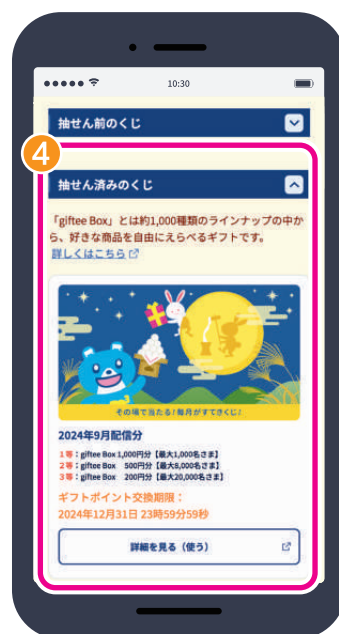 10:30
抽せん前のくじ
4
抽せん済みのくじ
「giftee Box」とは約1,000種類のラインナップの中か
ら、好きな商品を自由にえらべるギフトです。
詳しくはこちら
その場で当たる!毎月がすてきくじ!
2024年9月配信分
1等:giftee Box 1,000円分【最大1,000名さま】
2等:giftee Box 500円分【最大8,000名さま】
3等:giftee Box 200円分【最大20,000名さま】
ギフトポイント交換期限:
2024年12月31日 23時59分59秒
詳細を見る(使う)